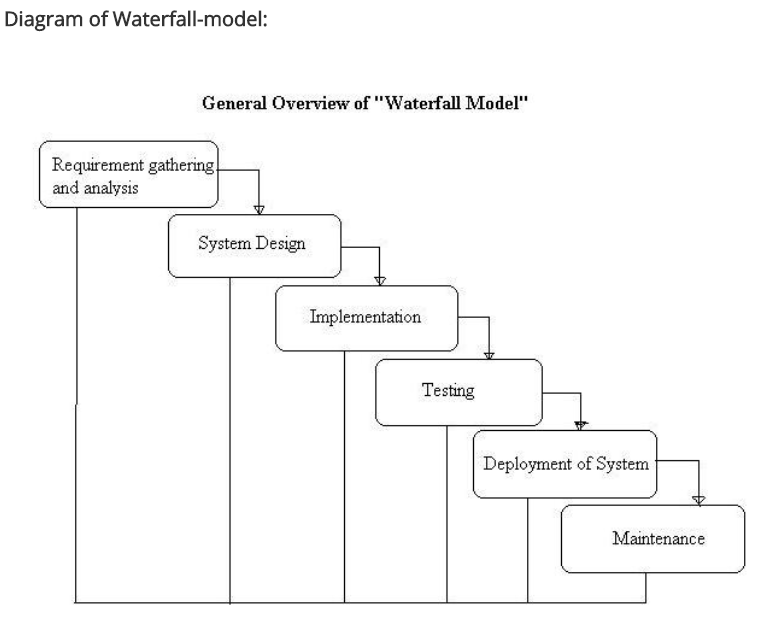 Diagram of Waterfall-model:
General Overview of "Waterfall Model"
Requirement gathering
and analysis
System Design
Implementation
Testing
Deployment of System
Maintenance